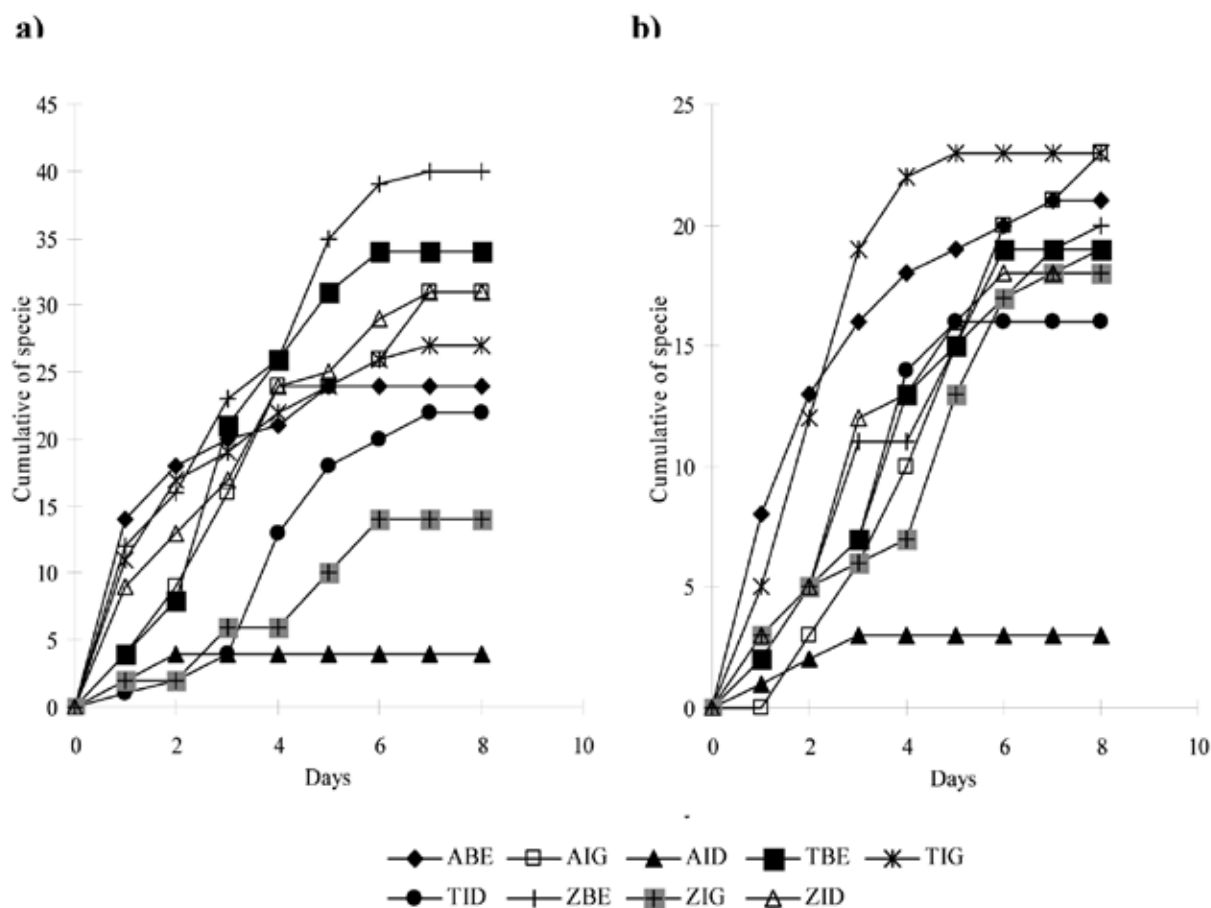 a)
45
40
35
30
25
20
15
10
5
0
Cumulative of specie
0 2 4 6 8 10
Days
b)
25
20
15
10
5
0
Cumulative of specie
0 2 4 6 8 10
Days
ABE AIG AID TBE TIG
TID ZBE ZIG ZID